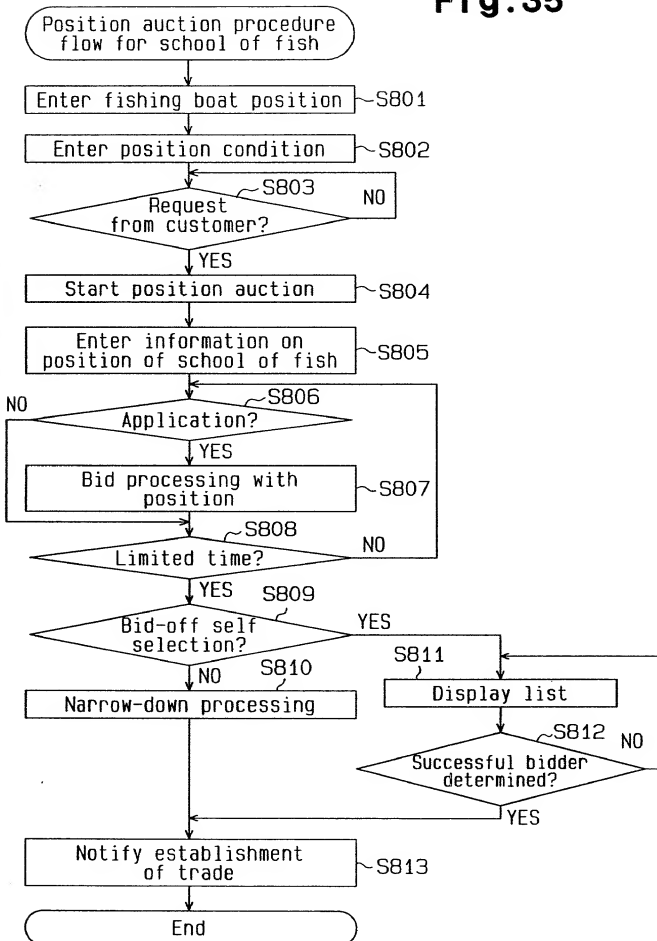 Fig.35
Position auction procedure
flow for school of fish
Enter fishing boat position
S801
Enter position condition
S802
S803
Request
from customer?
NO
YES
Start position auction
S804
Enter information on
position of school of fish
S805
S806
NO
Application?
YES
Bid processing with
position
S807
S808
Limited time?
NO
YES
S809
Bid-off self
selection?
YES
NO
S810
Narrow-down processing
S811
Display list
S812
Successful bidder
determined?
NO
YES
Notify establishment
of trade
S813
End